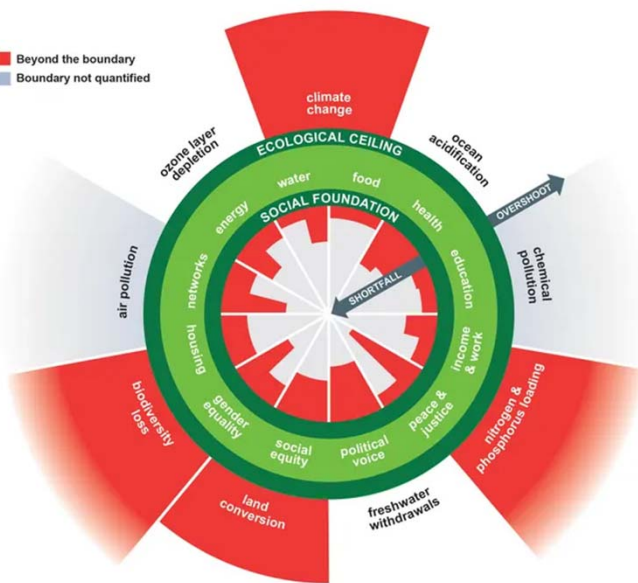 Beyond the boundary
Boundary not quantified
climate
change
ozone layer
depletion
ECOLOGICAL CEILING
ocean
acidification
water
food
energy
SOCIAL FOUNDATION
health
OVERSHOOT
air pollution
networks
SHORTFALL
education
chemical
pollution
housing
income
& work
biodiversity
loss
gender
equality
social
equity
political
voice
peace &
justice
nitrogen &
phosphorus loading
land
conversion
freshwater
withdrawals